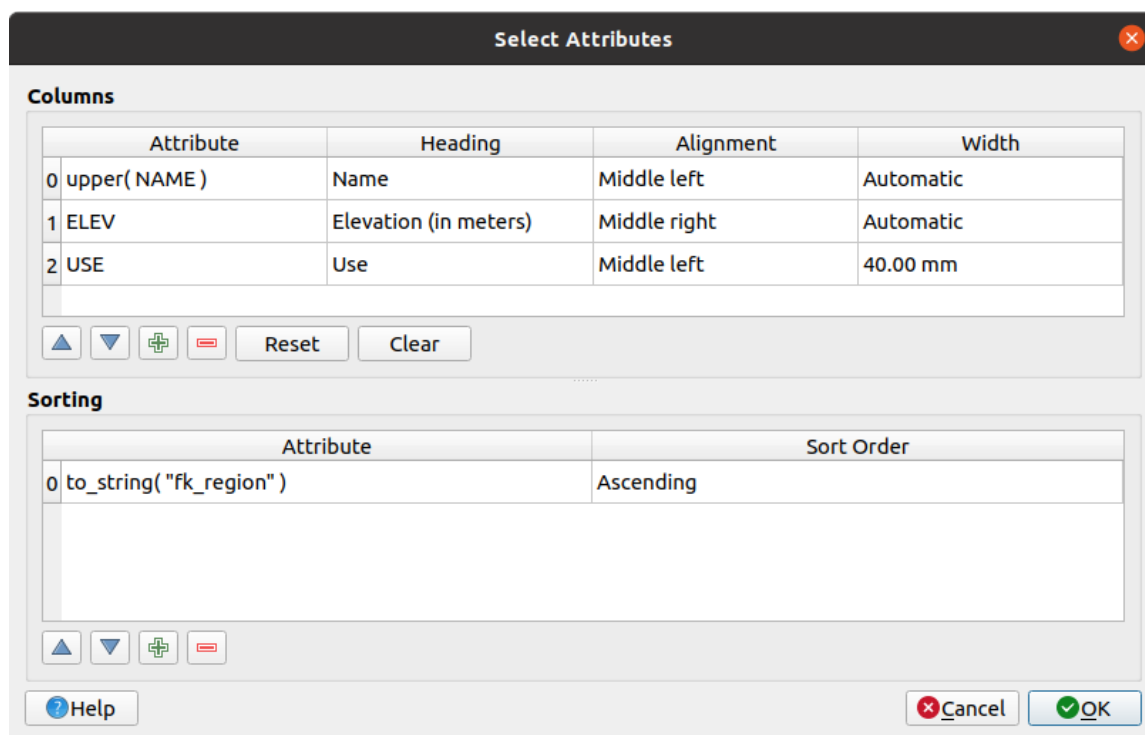 Select Attributes
Columns
Attribute Heading Alignment Width
0 upper( NAME ) Name Middle left Automatic
1 ELEV Elevation (in meters) Middle right Automatic
2 USE Use Middle left 40.00 mm
Reset Clear
Sorting
Attribute Sort Order
0 to_string( "fk_region" ) Ascending
Help Cancel OK